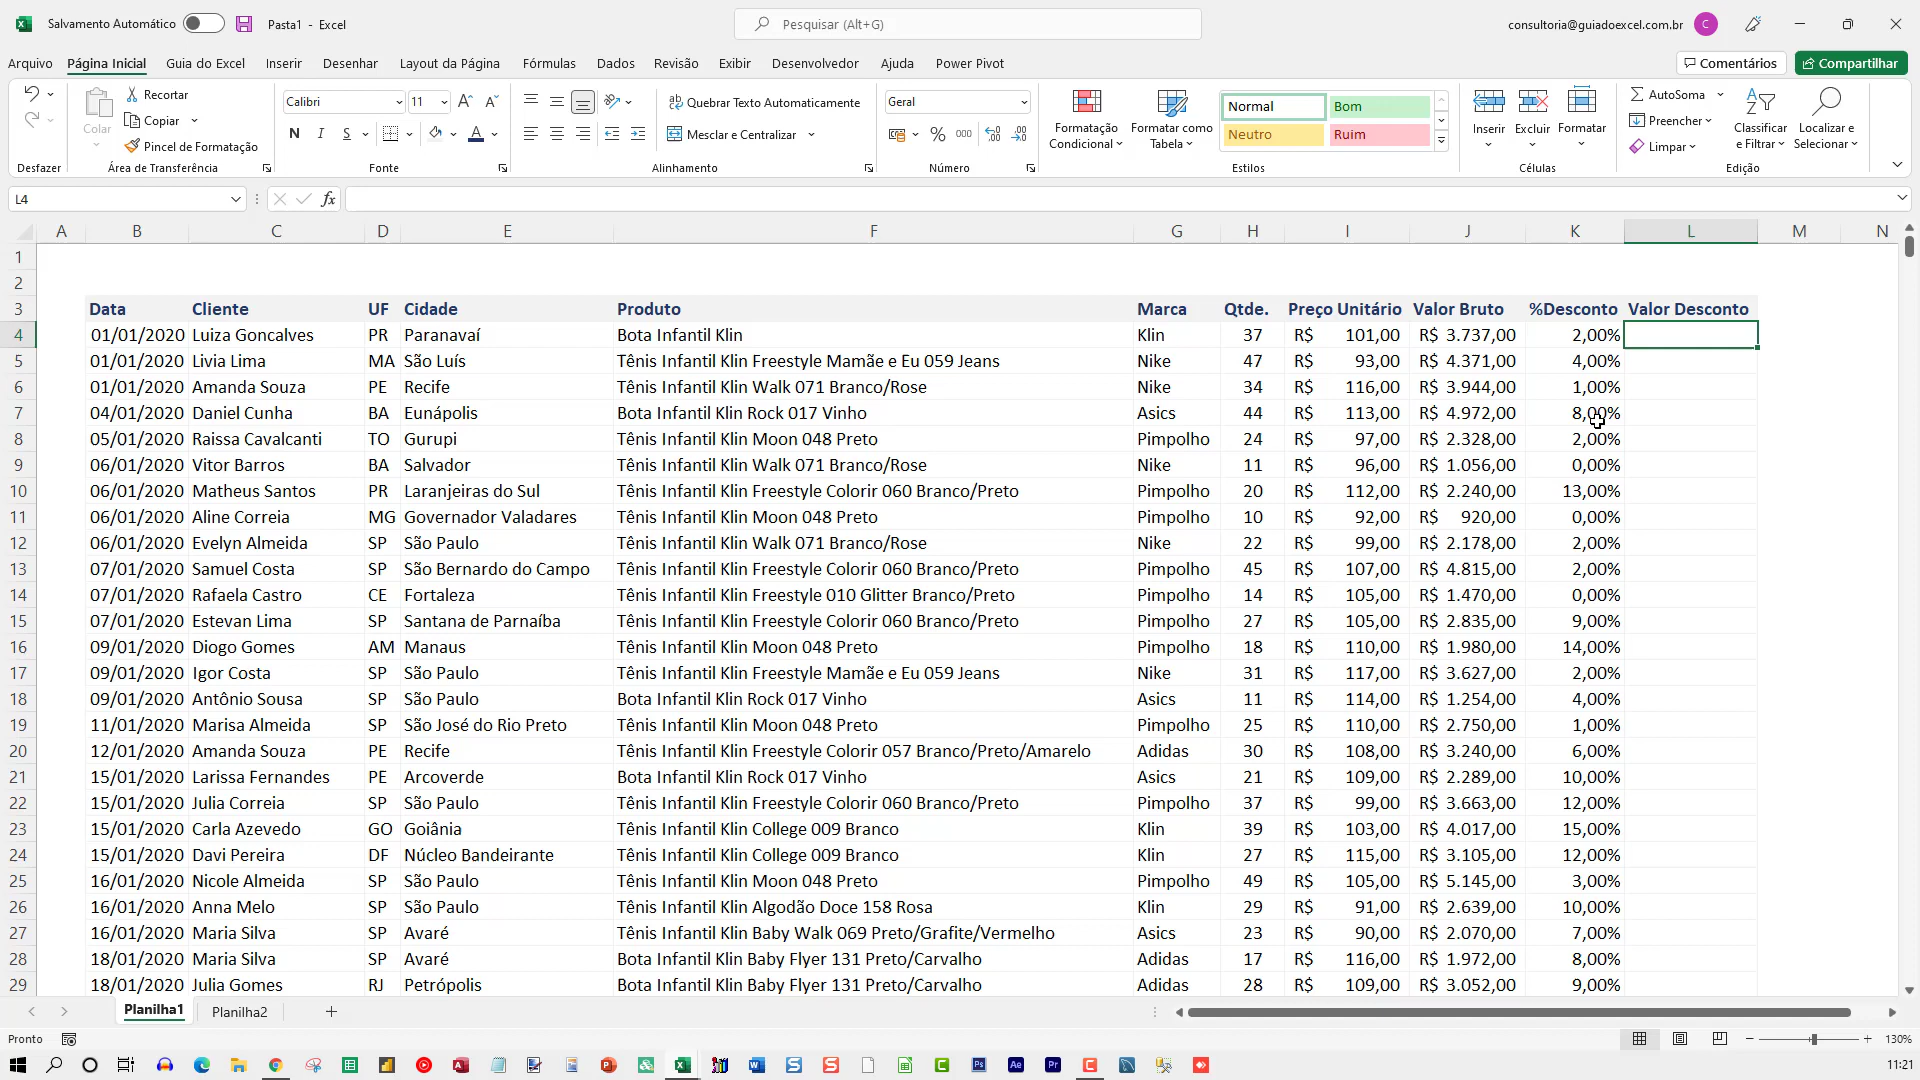 Salvamento Automático Pasta1 - Excel Pesquisar (Alt+G) consultoria@guiadoexcel.com.br C
Arquivo Página Inicial Guia do Excel Inserir Desenhar Layout da Página Fórmulas Dados Revisão Exibir Desenvolvedor Ajuda Power Pivot Comentários Compartilhar
Colar Recortar Copiar Pincel de Formatação
Calibri 11
N I S
Quebrar Texto Automaticamente
Mesclar e Centralizar
Geral
% 000
Formatação Condicional
Formatar como Tabela
Normal Bom
Neutro Ruim
Inserir Excluir Formatar
AutoSoma
Preencher
Limpar
Classificar e Filtrar
Localizar e Selecionar
Desfazer Área de Transferência Fonte Alinhamento Número Estilos Células Edição
L4 fx
A B C D E F G H I J K L M N
1
2
3 Data Cliente UF Cidade Produto Marca Qtde. Preço Unitário Valor Bruto %Desconto Valor Desconto
4 01/01/2020 Luiza Goncalves PR Paranavaí Bota Infantil Klin Klin 37 R$ 101,00 R$ 3.737,00 2,00%
5 01/01/2020 Livia Lima MA São Luís Tênis Infantil Klin Freestyle Mamãe e Eu 059 Jeans Nike 47 R$ 93,00 R$ 4.371,00 4,00%
6 01/01/2020 Amanda Souza PE Recife Tênis Infantil Klin Walk 071 Branco/Rose Nike 34 R$ 116,00 R$ 3.944,00 1,00%
7 04/01/2020 Daniel Cunha BA Eunápolis Bota Infantil Klin Rock 017 Vinho Asics 44 R$ 113,00 R$ 4.972,00 8,00%
8 05/01/2020 Raissa Cavalcanti TO Gurupi Tênis Infantil Klin Moon 048 Preto Pimpolho 24 R$ 97,00 R$ 2.328,00 2,00%
9 06/01/2020 Vitor Barros BA Salvador Tênis Infantil Klin Walk 071 Branco/Rose Nike 11 R$ 96,00 R$ 1.056,00 0,00%
10 06/01/2020 Matheus Santos PR Laranjeiras do Sul Tênis Infantil Klin Freestyle Colorir 060 Branco/Preto Pimpolho 20 R$ 112,00 R$ 2.240,00 13,00%
11 06/01/2020 Aline Correia MG Governador Valadares Tênis Infantil Klin Moon 048 Preto Pimpolho 10 R$ 92,00 R$ 920,00 0,00%
12 06/01/2020 Evelyn Almeida SP São Paulo Tênis Infantil Klin Walk 071 Branco/Rose Nike 22 R$ 99,00 R$ 2.178,00 2,00%
13 07/01/2020 Samuel Costa SP São Bernardo do Campo Tênis Infantil Klin Freestyle Colorir 060 Branco/Preto Pimpolho 45 R$ 107,00 R$ 4.815,00 2,00%
14 07/01/2020 Rafaela Castro CE Fortaleza Tênis Infantil Klin Freestyle 010 Glitter Branco/Preto Pimpolho 14 R$ 105,00 R$ 1.470,00 0,00%
15 07/01/2020 Estevan Lima SP Santana de Parnaíba Tênis Infantil Klin Freestyle Colorir 060 Branco/Preto Pimpolho 27 R$ 105,00 R$ 2.835,00 9,00%
16 09/01/2020 Diogo Gomes AM Manaus Tênis Infantil Klin Moon 048 Preto Pimpolho 18 R$ 110,00 R$ 1.980,00 14,00%
17 09/01/2020 Igor Costa SP São Paulo Tênis Infantil Klin Freestyle Mamãe e Eu 059 Jeans Nike 31 R$ 117,00 R$ 3.627,00 2,00%
18 09/01/2020 Antônio Sousa SP São Paulo Bota Infantil Klin Rock 017 Vinho Asics 11 R$ 114,00 R$ 1.254,00 4,00%
19 11/01/2020 Marisa Almeida SP São José do Rio Preto Tênis Infantil Klin Moon 048 Preto Pimpolho 25 R$ 110,00 R$ 2.750,00 1,00%
20 12/01/2020 Amanda Souza PE Recife Tênis Infantil Klin Freestyle Colorir 057 Branco/Preto/Amarelo Adidas 30 R$ 108,00 R$ 3.240,00 6,00%
21 15/01/2020 Larissa Fernandes PE Arcoverde Bota Infantil Klin Rock 017 Vinho Asics 21 R$ 109,00 R$ 2.289,00 10,00%
22 15/01/2020 Julia Correia SP São Paulo Tênis Infantil Klin Freestyle Colorir 060 Branco/Preto Pimpolho 37 R$ 99,00 R$ 3.663,00 12,00%
23 15/01/2020 Carla Azevedo GO Goiânia Tênis Infantil Klin College 009 Branco Klin 39 R$ 103,00 R$ 4.017,00 15,00%
24 15/01/2020 Davi Pereira DF Núcleo Bandeirante Tênis Infantil Klin College 009 Branco Klin 27 R$ 115,00 R$ 3.105,00 12,00%
25 16/01/2020 Nicole Almeida SP São Paulo Tênis Infantil Klin Moon 048 Preto Pimpolho 49 R$ 105,00 R$ 5.145,00 3,00%
26 16/01/2020 Anna Melo SP São Paulo Tênis Infantil Klin Algodão Doce 158 Rosa Klin 29 R$ 91,00 R$ 2.639,00 10,00%
27 16/01/2020 Maria Silva SP Avaré Tênis Infantil Klin Baby Walk 069 Preto/Grafite/Vermelho Asics 23 R$ 90,00 R$ 2.070,00 7,00%
28 18/01/2020 Maria Silva SP Avaré Bota Infantil Klin Baby Flyer 131 Preto/Carvalho Adidas 17 R$ 116,00 R$ 1.972,00 8,00%
29 18/01/2020 Julia Gomes RJ Petrópolis Bota Infantil Klin Baby Flyer 131 Preto/Carvalho Adidas 28 R$ 109,00 R$ 3.052,00 9,00%
Planilha1 Planilha2
Pronto 130%
11:21